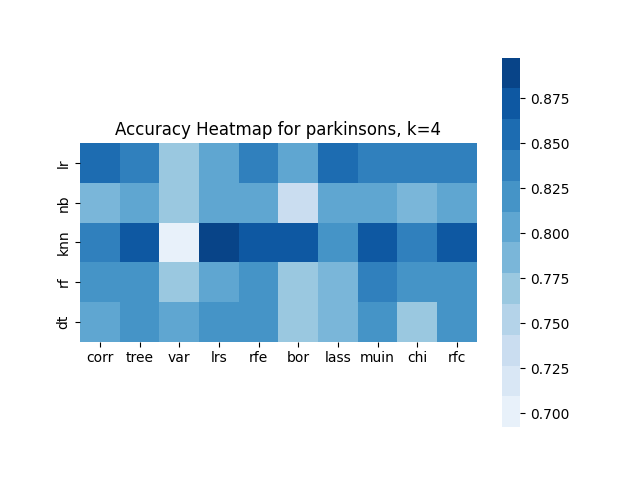 Accuracy Heatmap for parkinsons, k=4
lr
nb
knn
rf
dt
corr tree var lrs rfe bor lass muin chi rfc
0.875
0.850
0.825
0.800
0.775
0.750
0.725
0.700